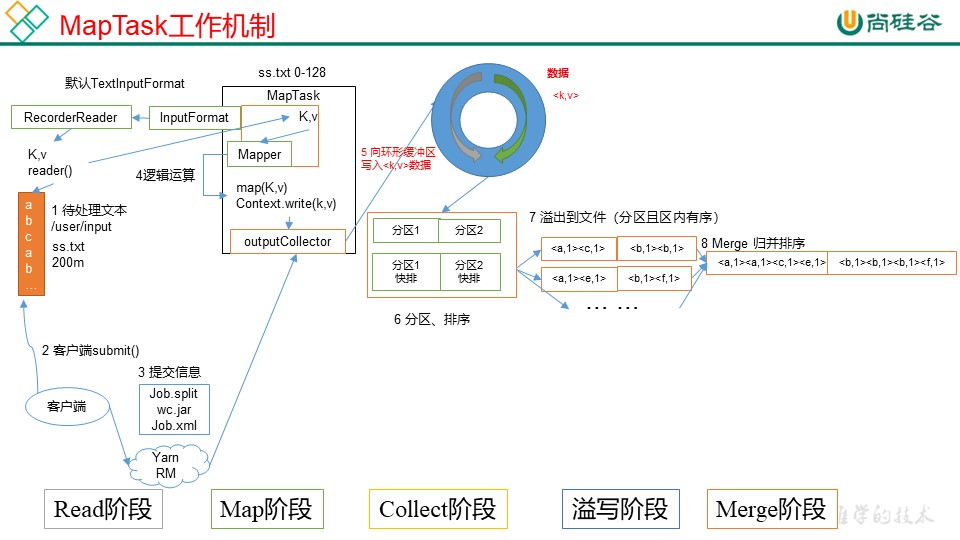 MapTask工作机制
尚硅谷
ss.txt 0-128
默认TextInputFormat
MapTask
RecorderReader
InputFormat
K,v
K,v
reader()
Mapper
4逻辑运算
map(K,v)
Context.write(k,v)
outputCollector
a
b
c
a b
...
1 待处理文本
/user/input
ss.txt
200m
数据
<k,v>
5 向环形缓冲区
写入<k,v>数据
分区1
分区2
分区1
快排
分区2
快排
6 分区、排序
7 溢出到文件（分区且区内有序）
<a,1><c,1>
<b,1><b,1>
<a,1><e,1>
<b,1><f,1>
... ...
8 Merge 归并排序
<a,1><a,1><c,1><e,1>
<b,1><b,1><b,1><f,1>
2 客户端submit()
3 提交信息
Job.split
wc.jar
Job.xml
客户端
Yarn
RM
Read阶段
Map阶段
Collect阶段
溢写阶段
Merge阶段
学的技术